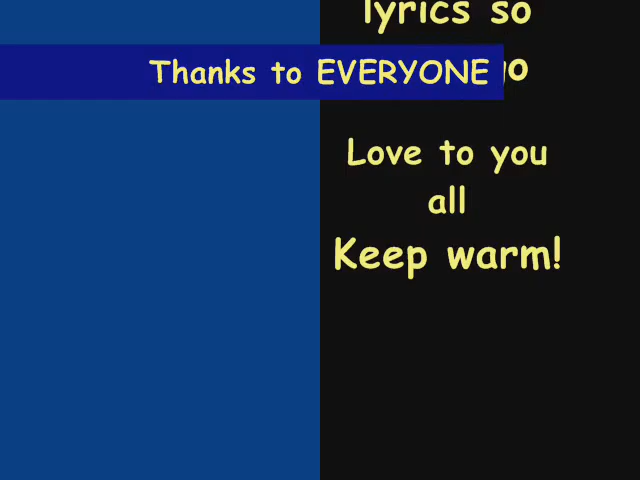 lyrics so
Thanks to EVERYONE
Love to you
all
Keep warm!